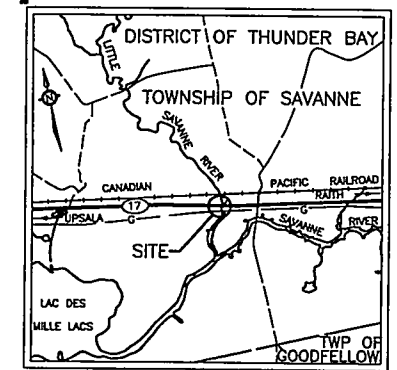 DISTRICT OF THUNDER BAY
LITTLE
TOWNSHIP OF SAVANNE
N
SAVANNE RIVER
CANADIAN PACIFIC RAILROAD
RAITH
17
UPSALA
G
G
SAVANNE RIVER
SITE
LAC DES
MILLE LACS
TWP OF
GOODFELLOW